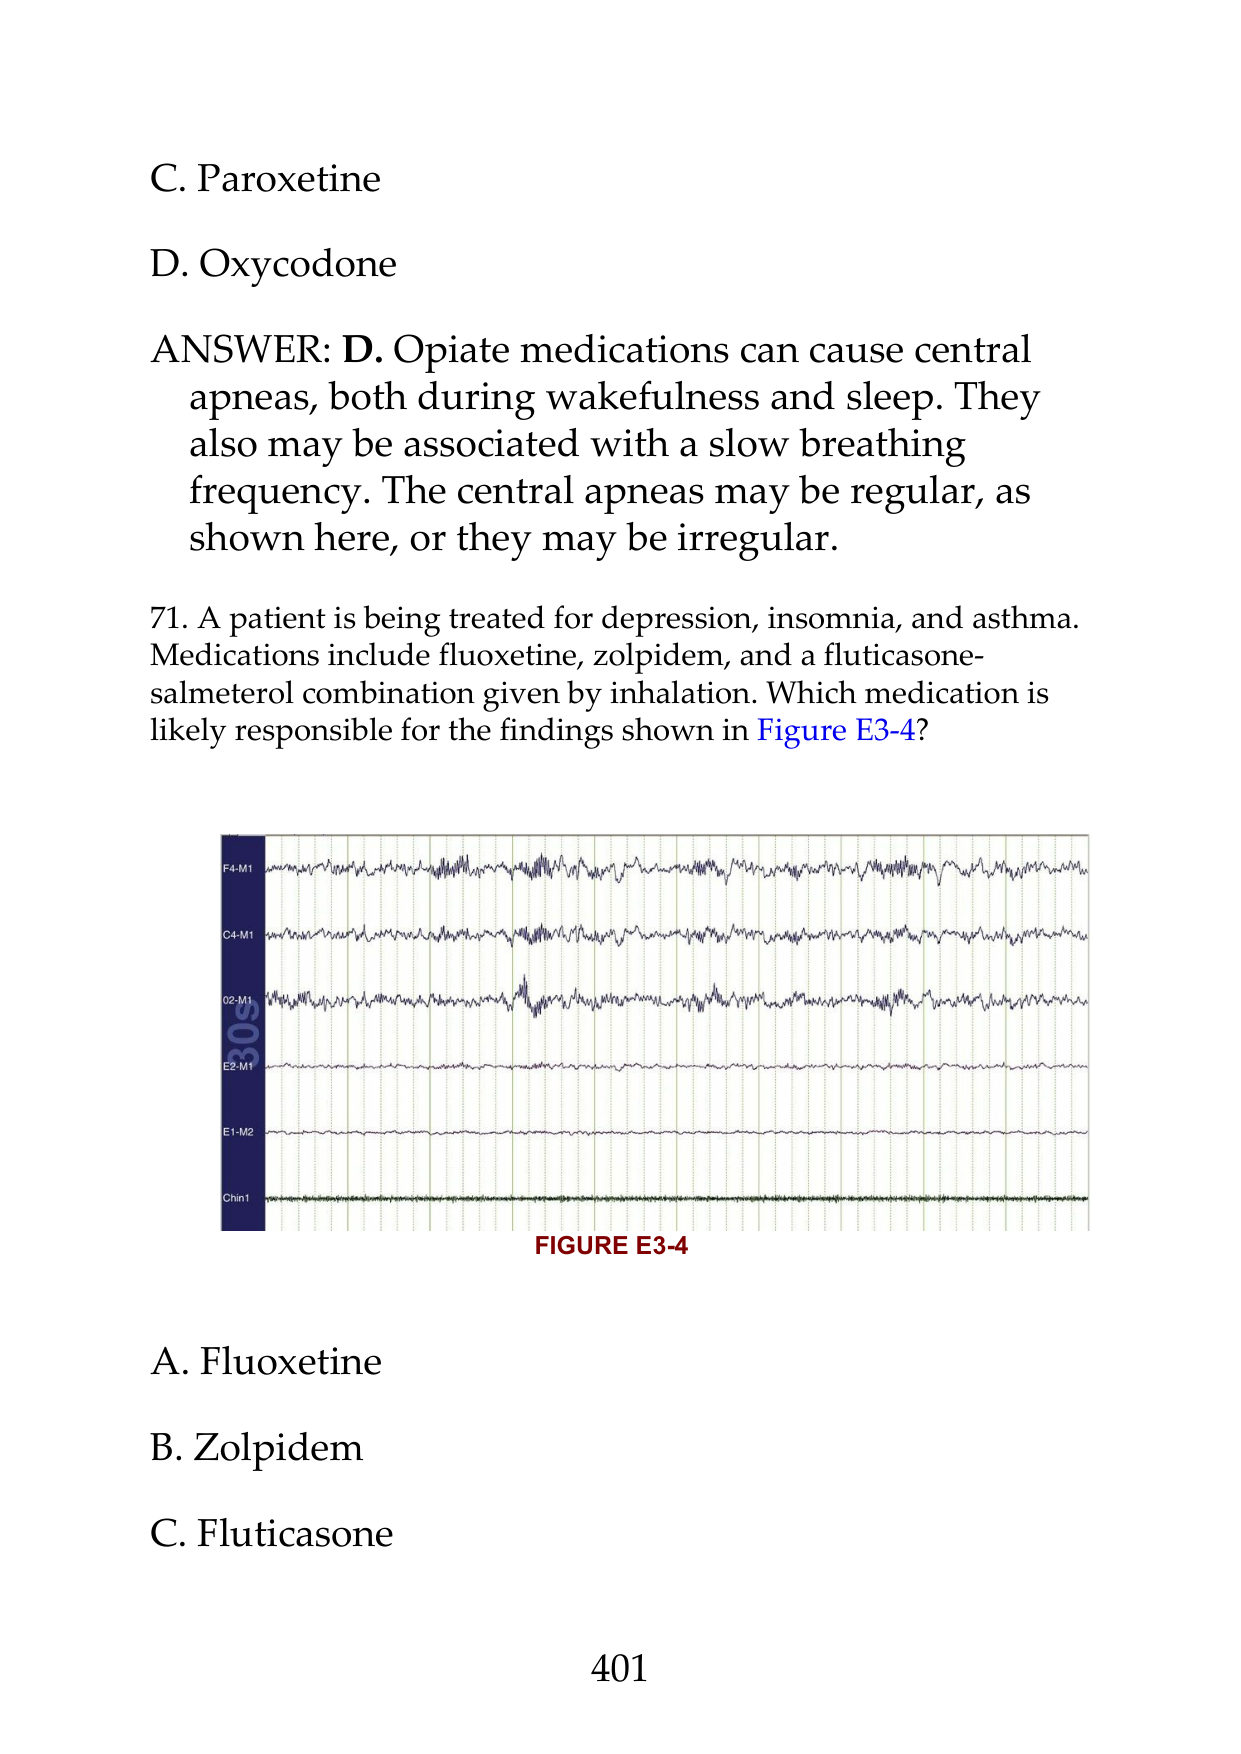 C. Paroxetine
D. Oxycodone
ANSWER: D. Opiate medications can cause central
apneas, both during wakefulness and sleep. They
also may be associated with a slow breathing
frequency. The central apneas may be regular, as
shown here, or they may be irregular.
71. A patient is being treated for depression, insomnia, and asthma.
Medications include fluoxetine, zolpidem, and a fluticasone-
salmeterol combination given by inhalation. Which medication is
likely responsible for the findings shown in Figure E3-4?
F4-M1
C4-M1
02-M1
30s
E2-M1
E1-M2
Chin1
FIGURE E3-4
A. Fluoxetine
B. Zolpidem
C. Fluticasone
401